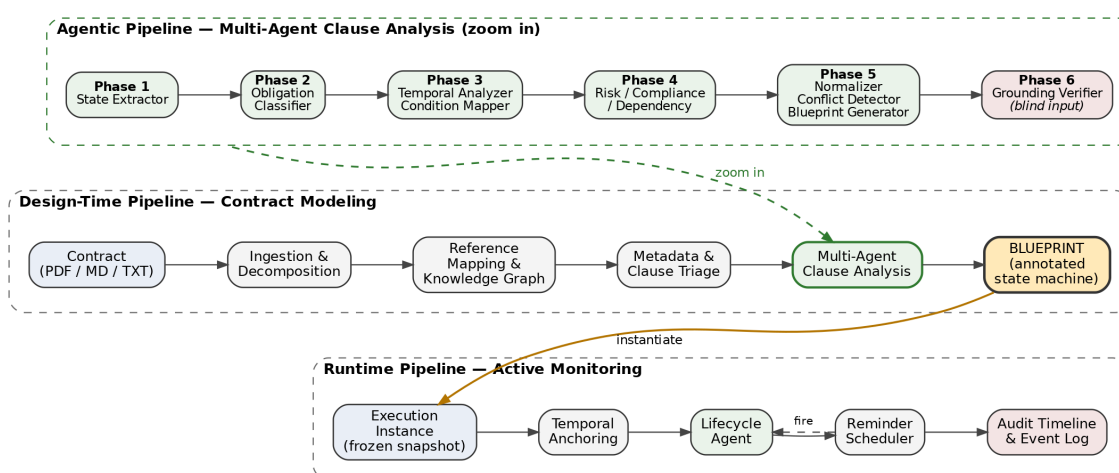 Agentic Pipeline — Multi-Agent Clause Analysis (zoom in)
Phase 1
State Extractor
Phase 2
Obligation
Classifier
Phase 3
Temporal Analyzer
Condition Mapper
Phase 4
Risk / Compliance
/ Dependency
Phase 5
Normalizer
Conflict Detector
Blueprint Generator
Phase 6
Grounding Verifier
(blind input)
zoom in
Design-Time Pipeline — Contract Modeling
Contract
(PDF / MD / TXT)
Ingestion &
Decomposition
Reference
Mapping &
Knowledge Graph
Metadata &
Clause Triage
Multi-Agent
Clause Analysis
BLUEPRINT
(annotated
state machine)
instantiate
Runtime Pipeline — Active Monitoring
Execution
Instance
(frozen snapshot)
Temporal
Anchoring
Lifecycle
Agent
fire
Reminder
Scheduler
Audit Timeline
& Event Log